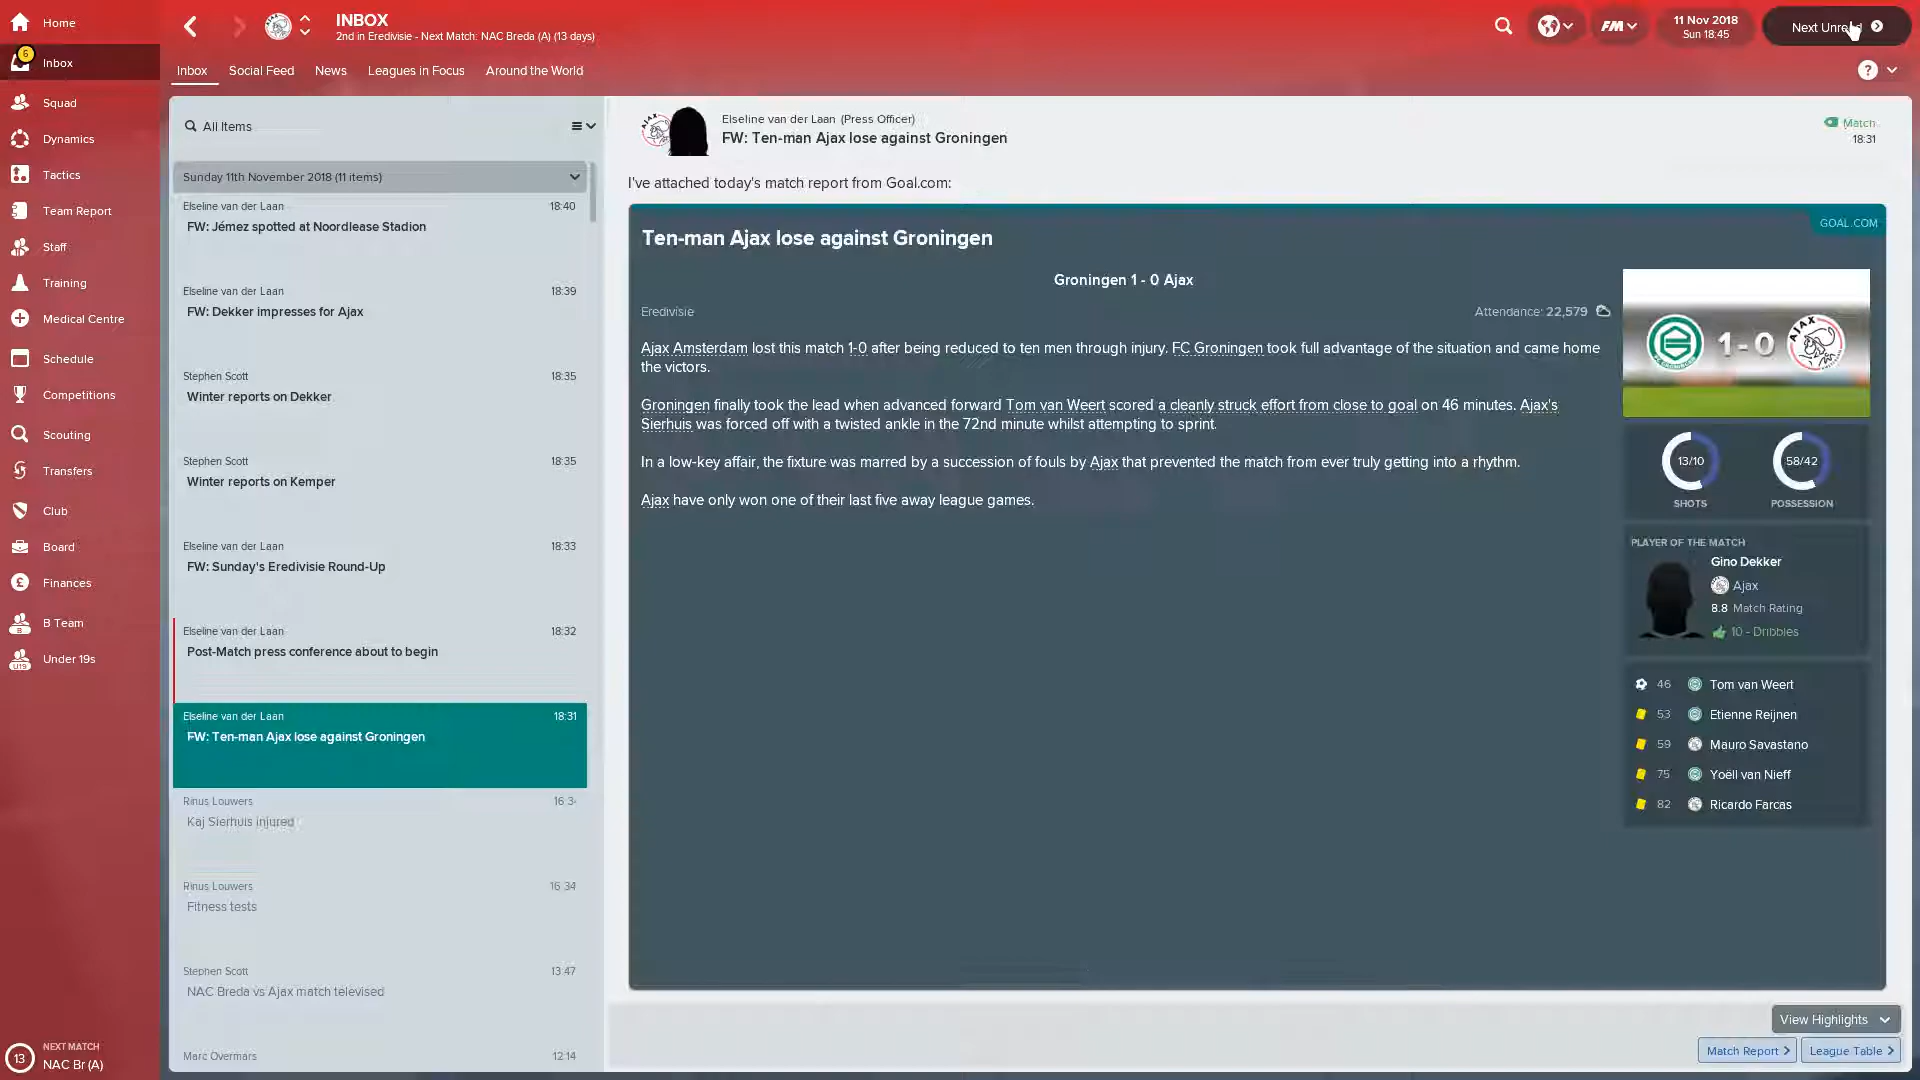 Home
6
Inbox
Squad
Dynamics
Tactics
Team Report
Staff
Training
Medical Centre
Schedule
Competitions
Scouting
Transfers
Club
Board
Finances
B Team
Under 19s
13
NEXT MATCH
NAC Br (A)
INBOX
2nd in Eredivisie - Next Match: NAC Breda (A) (13 days)
FM
11 Nov 2018
Sun 18:45
Next
Inbox
Social Feed
News
Leagues in Focus
Around the World
All Items
Sunday 11th November 2018 (11 items)
Elseline van der Laan 18:40
FW: Jémez spotted at Noordlease Stadion
Elseline van der Laan 18:39
FW: Dekker impresses for Ajax
Stephen Scott 18:35
Winter reports on Dekker
Stephen Scott 18:35
Winter reports on Kemper
Elseline van der Laan 18:33
FW: Sunday's Eredivisie Round-Up
Elseline van der Laan 18:32
Post-Match press conference about to begin
Elseline van der Laan 18:31
FW: Ten-man Ajax lose against Groningen
Rinus Louwers
Kaj Sierhuis injured
Rinus Louwers 16:34
Fitness tests
Stephen Scott 13:47
NAC Breda vs Ajax match televised
Marc Overmars 12:14
Elseline van der Laan (Press Officer)
FW: Ten-man Ajax lose against Groningen
Match
18:31
I've attached today's match report from Goal.com:
GOAL.COM
Ten-man Ajax lose against Groningen
Groningen 1 - 0 Ajax
Eredivisie
Attendance: 22,579
Ajax Amsterdam lost this match 1-0 after being reduced to ten men through injury. FC Groningen took full advantage of the situation and came home
the victors.
Groningen finally took the lead when advanced forward Tom van Weert scored a cleanly struck effort from close to goal on 46 minutes. Ajax's
Sierhuis was forced off with a twisted ankle in the 72nd minute whilst attempting to sprint.
In a low-key affair, the fixture was marred by a succession of fouls by Ajax that prevented the match from ever truly getting into a rhythm.
Ajax have only won one of their last five away league games.
1 - 0
AJAX
13/10
SHOTS
58/42
POSSESSION
PLAYER OF THE MATCH
Gino Dekker
Ajax
8.8 Match Rating
10 - Dribbles
46 Tom van Weert
53 Etienne Reijnen
59 Mauro Savastano
75 Yoëll van Nieff
82 Ricardo Farcas
View Highlights
Match Report
League Table